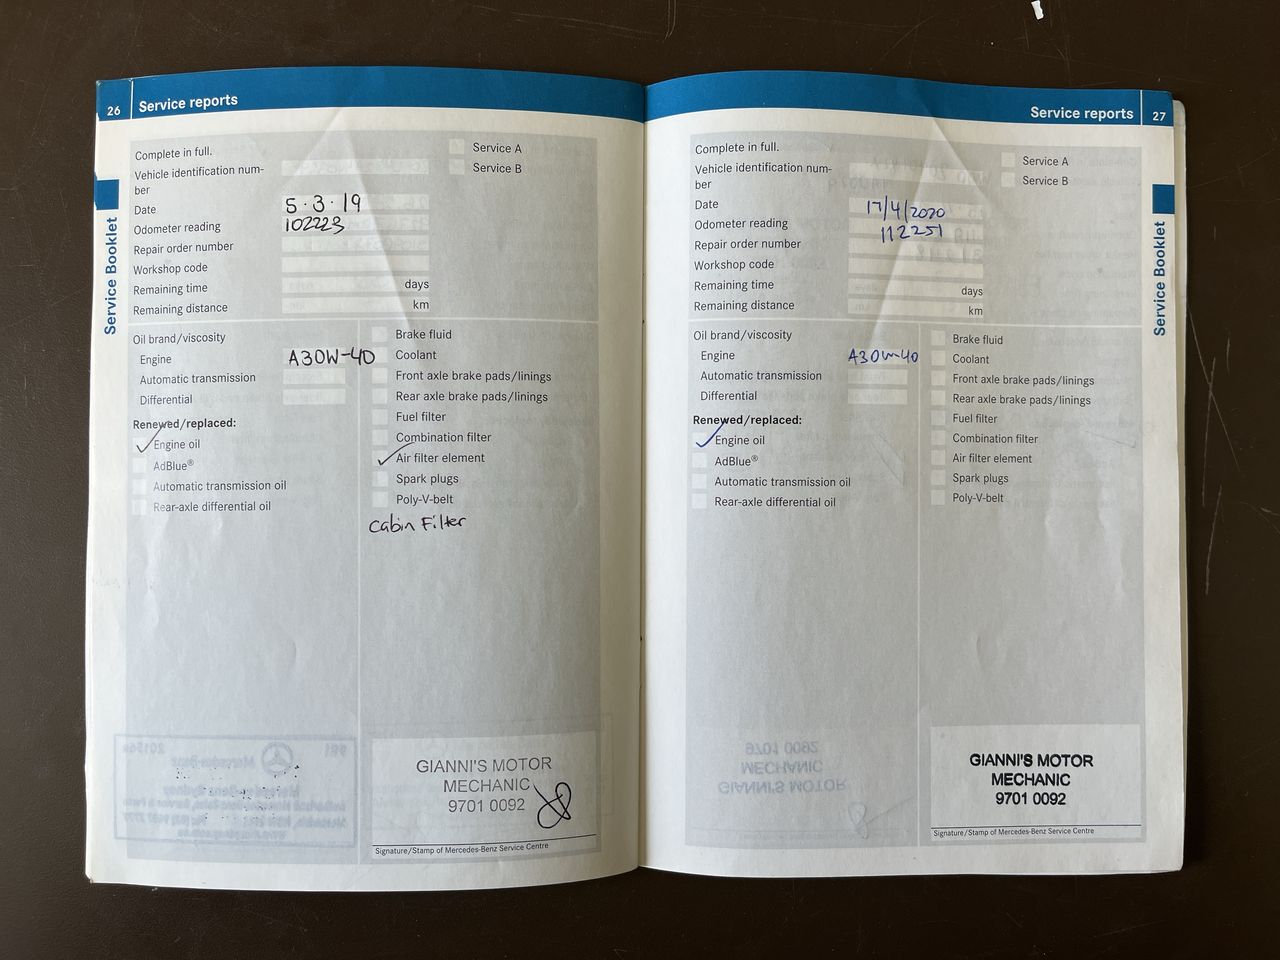 26 Service reports
Complete in full.
Service A
Vehicle identification num-
ber
Service B
Date 5·3·19
Odometer reading 102223
Repair order number
Workshop code
Remaining time days
Remaining distance km
Oil brand/viscosity
Engine A30W-40
Automatic transmission
Differential
Renewed/replaced:
Engine oil
AdBlue®
Automatic transmission oil
Rear-axle differential oil
Brake fluid
Coolant
Front axle brake pads/linings
Rear axle brake pads/linings
Fuel filter
Combination filter
Air filter element
Spark plugs
Poly-V-belt
Cabin Filter
GIANNI'S MOTOR
MECHANIC
9701 0092
Signature/Stamp of Mercedes-Benz Service Centre
Service Booklet
Service reports 27
Complete in full.
Service A
Vehicle identification num-
ber
Service B
Date 17/4/2020
Odometer reading 112251
Repair order number
Workshop code
Remaining time days
Remaining distance km
Oil brand/viscosity
Engine A30W-40
Automatic transmission
Differential
Renewed/replaced:
Engine oil
AdBlue®
Automatic transmission oil
Rear-axle differential oil
Brake fluid
Coolant
Front axle brake pads/linings
Rear axle brake pads/linings
Fuel filter
Combination filter
Air filter element
Spark plugs
Poly-V-belt
GIANNI'S MOTOR
MECHANIC
9701 0092
Signature/Stamp of Mercedes-Benz Service Centre
Service Booklet